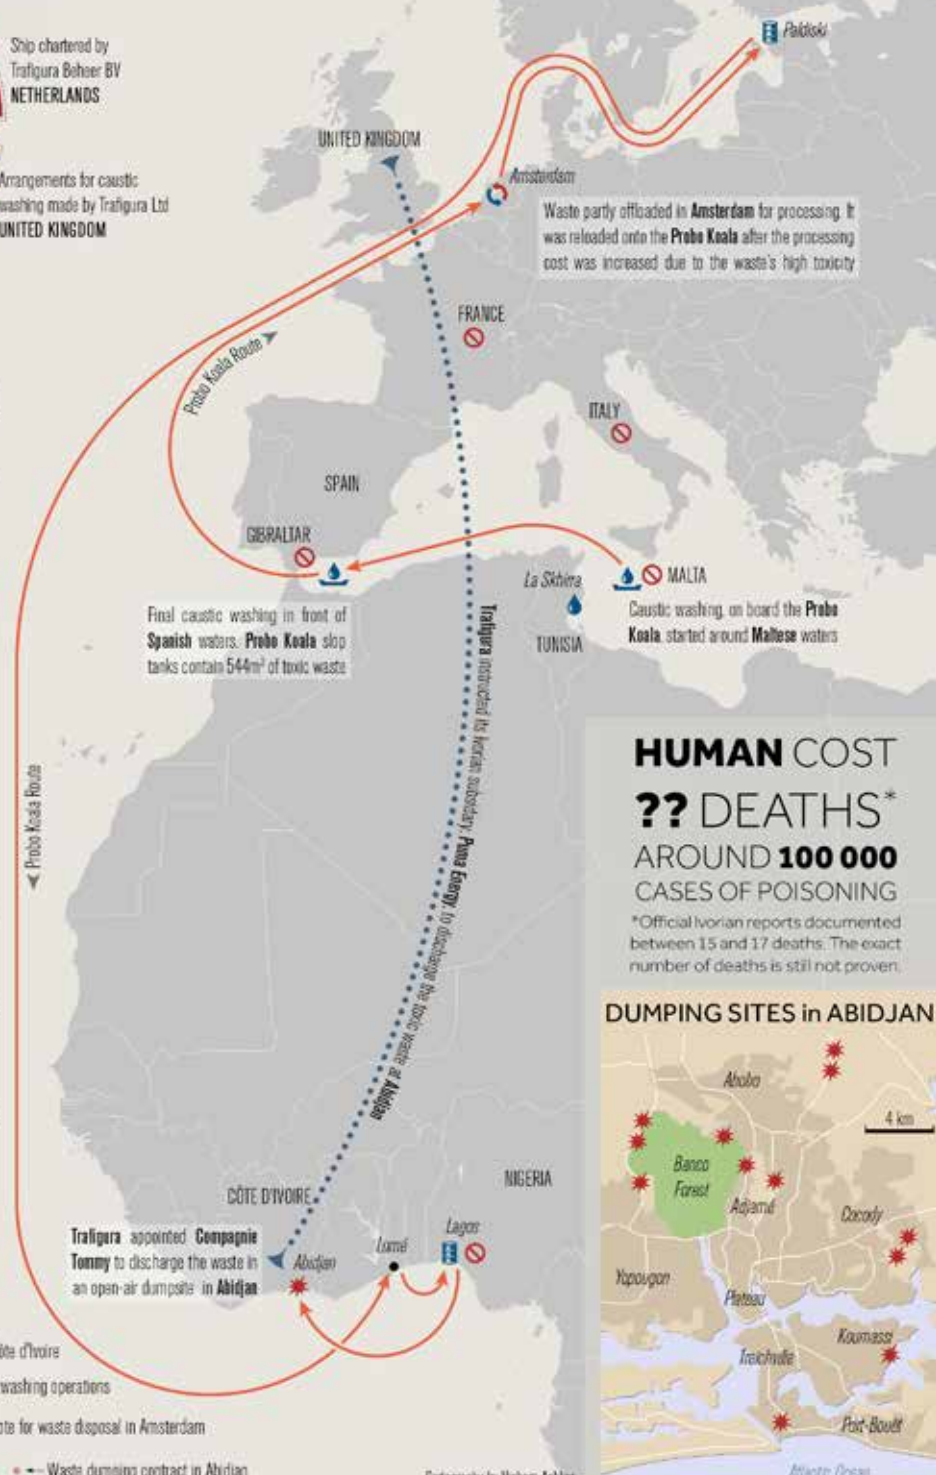 Ship chartered by
Trafigura Beheer BV
NETHERLANDS
Arrangements for caustic
washing made by Trafigura Ltd
UNITED KINGDOM
Paldiski
UNITED KINGDOM
Amsterdam
Waste partly offloaded in Amsterdam for processing. It
was reloaded onto the Probo Koala after the processing
cost was increased due to the waste's high toxicity
FRANCE
Probo Koala Route
ITALY
SPAIN
GIBRALTAR
La Skhira
MALTA
TUNISIA
Final caustic washing in front of
Spanish waters. Probo Koala slop
tanks contain 544m³ of toxic waste
Caustic washing, on board the Probo
Koala, started around Maltese waters
Trafigura instructed its Ivorian subsidary, Puma Energy, to discharge the toxic waste at Abidjan
Probo Koala Route
HUMAN COST
?? DEATHS*
AROUND 100 000
CASES OF POISONING
*Official Ivorian reports documented
between 15 and 17 deaths. The exact
number of deaths is still not proven.
DUMPING SITES in ABIDJAN
Abobo
4 km
Banco
Forest
Adjamé
Cocody
Yopougon
Plateau
Koumassi
Treichville
Port-Bouët
Atlantic Ocean
NIGERIA
CÔTE D'IVOIRE
Lagos
Lomé
Abidjan
Trafigura appointed Compagnie
Tommy to discharge the waste in
an open-air dumpsite in Abidjan
ôte d'Ivoire
washing operations
ote for waste disposal in Amsterdam
Waste dumping contract in Abidjan
Cartography by